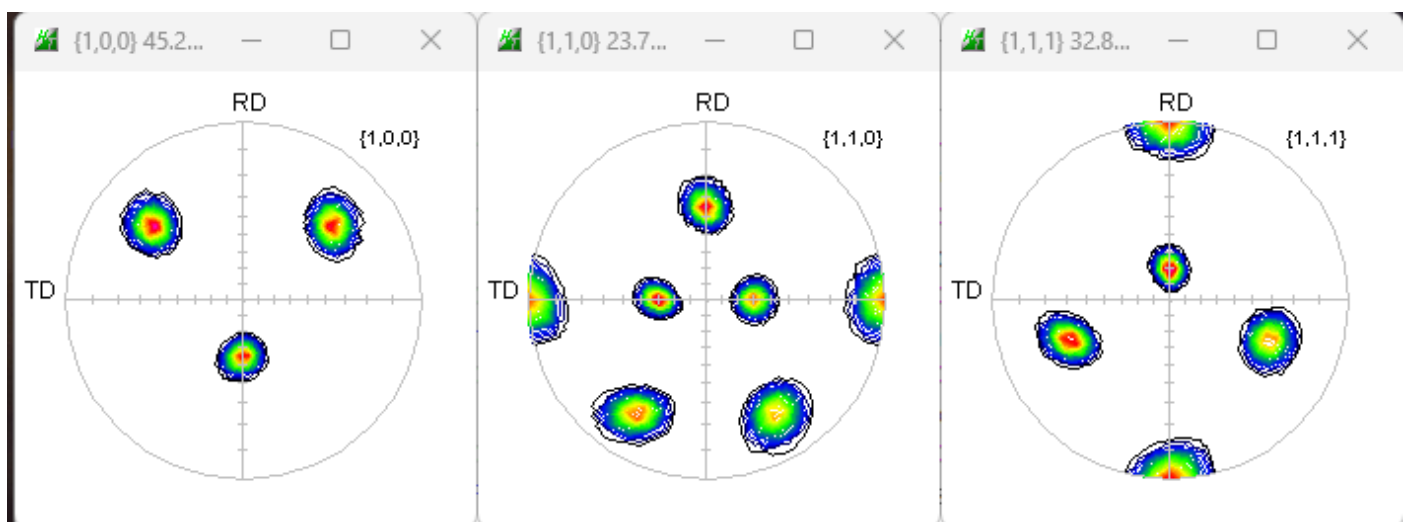 {1,0,0} 45.2...
RD
{1,0,0}
TD
{1,1,0} 23.7...
RD
{1,1,0}
TD
{1,1,1} 32.8...
RD
{1,1,1}
TD